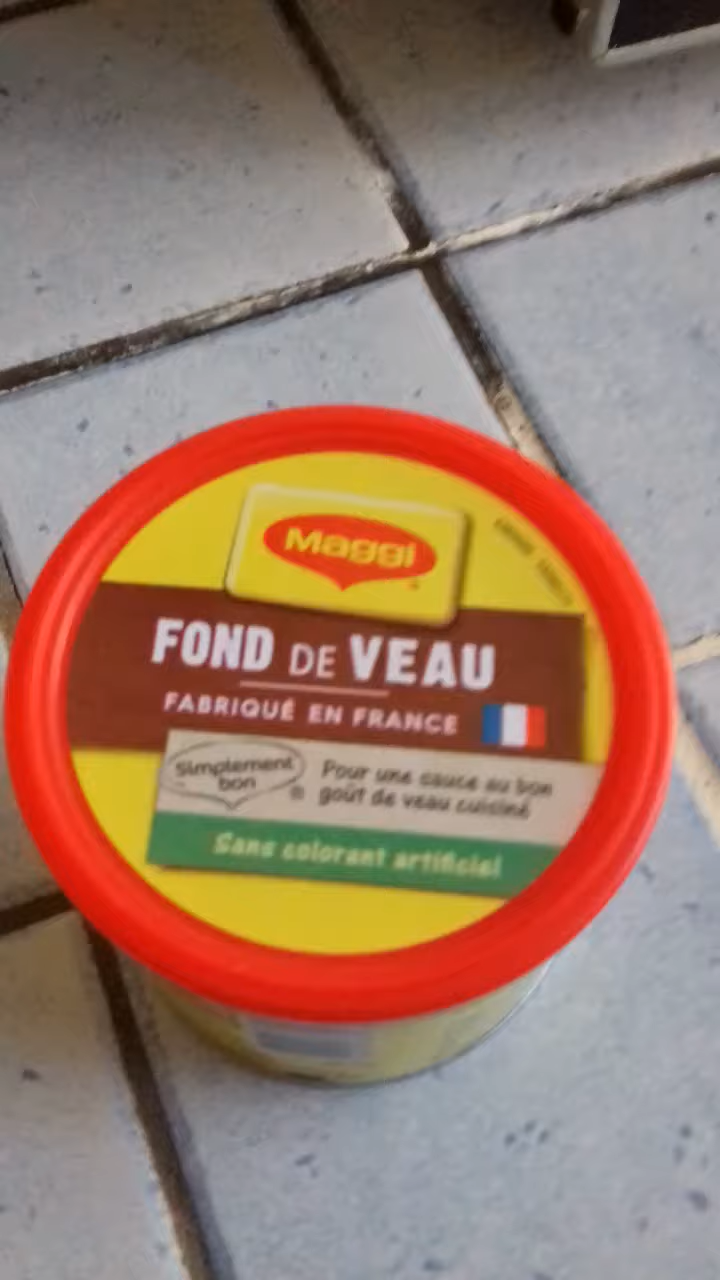 Maggi
FOND DE VEAU
FABRIQUÉ EN FRANCE
Simplement
bon
®
Pour une sauce au bon
goût de veau cuisiné
Sans colorant artificiel